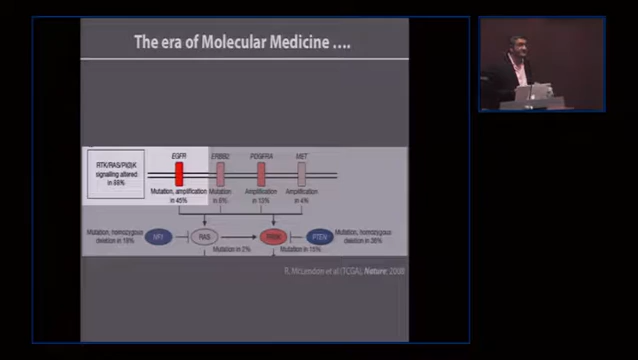 The era of Molecular Medicine ....
EGFR ERBB2 PDGFRA MET
RTK/RAS/PI(3)K
signalling altered
in 88%
Mutation, amplification
in 45%
Mutation
in 8%
Amplification
in 13%
Amplification
in 4%
Mutation, homozygous
deletion in 18%
NF1
RAS
PI(3)K
PTEN
Mutation, homozygous
deletion in 36%
Mutation in 2%
Mutation in 15%
R. McLendon et al (TCGA), Nature, 2008